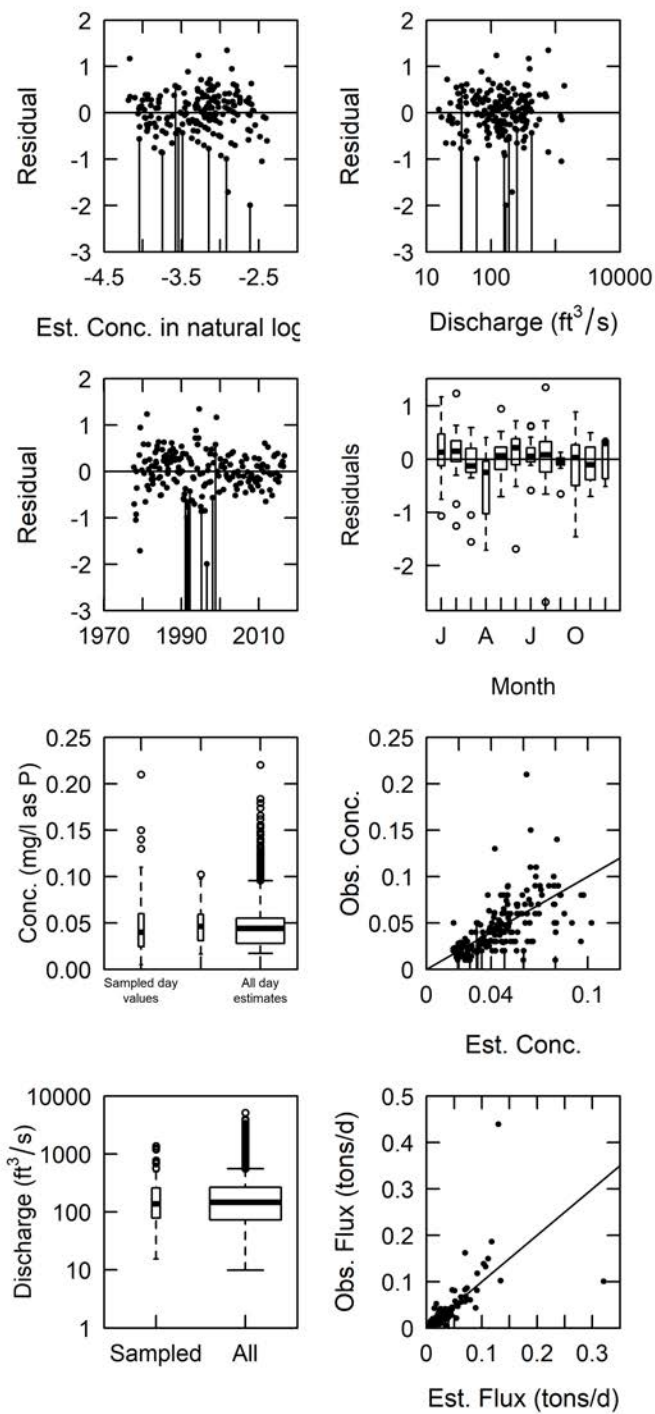 2
1
0
-1
-2
-3
Residual
-4.5 -3.5 -2.5
Est. Conc. in natural log
2
1
0
-1
-2
-3
Residual
10 100 10000
Discharge (ft³/s)
2
1
0
-1
-2
-3
Residual
1970 1990 2010
1
0
-1
-2
Residuals
J A J O
Month
0.25
0.20
0.15
0.10
0.05
0.00
Conc. (mg/l as P)
Sampled day
values
All day
estimates
0.25
0.20
0.15
0.10
0.05
0
Obs. Conc.
0 0.04 0.1
Est. Conc.
10000
1000
100
10
1
Discharge (ft³/s)
Sampled All
0.5
0.4
0.3
0.2
0.1
0
Obs. Flux (tons/d)
0 0.1 0.2 0.3
Est. Flux (tons/d)